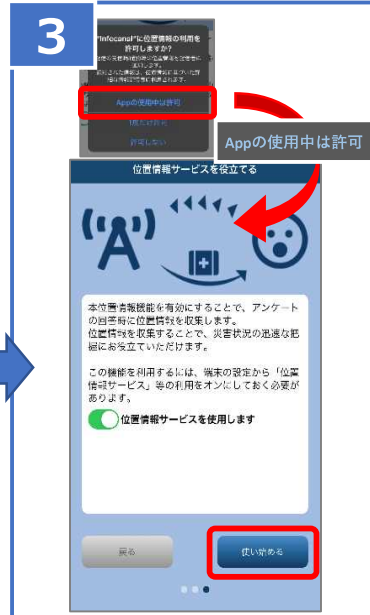 3
"Infocanal"に位置情報の利用を
許可しますか?
Appの使用中は許可
1度だけ許可
許可しない
Appの使用中は許可
位置情報サービスを役立てる
本位置情報機能を有効にすることで、アンケート
の回答時に位置情報を収集します。
位置情報を収集することで、災害状況の迅速な把
握にお役立ていただけます。
この機能を利用するには、端末の設定から「位置
情報サービス」等の利用をオンにしておく必要が
あります。
位置情報サービスを使用します
戻る
使い始める